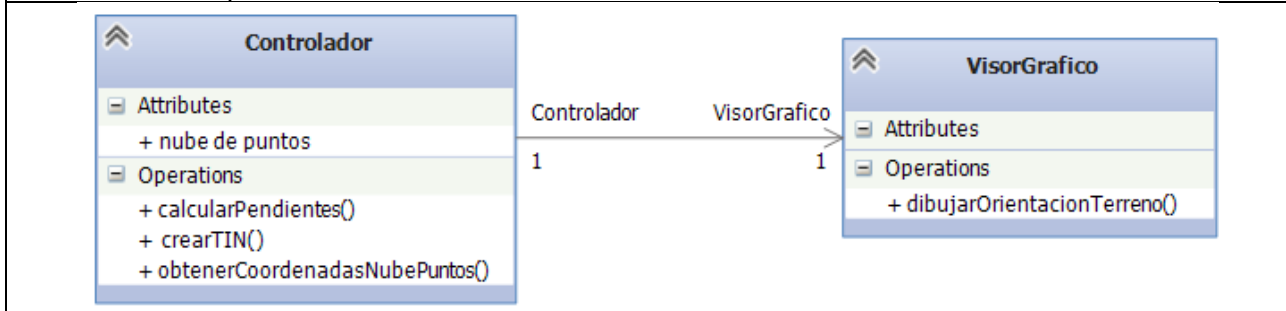 Controlador
Attributes
+ nube de puntos
Operations
+ calcularPendientes()
+ crearTIN()
+ obtenerCoordenadasNubePuntos()
Controlador
VisorGrafico
1
1
VisorGrafico
Attributes
Operations
+ dibujarOrientacionTerreno()